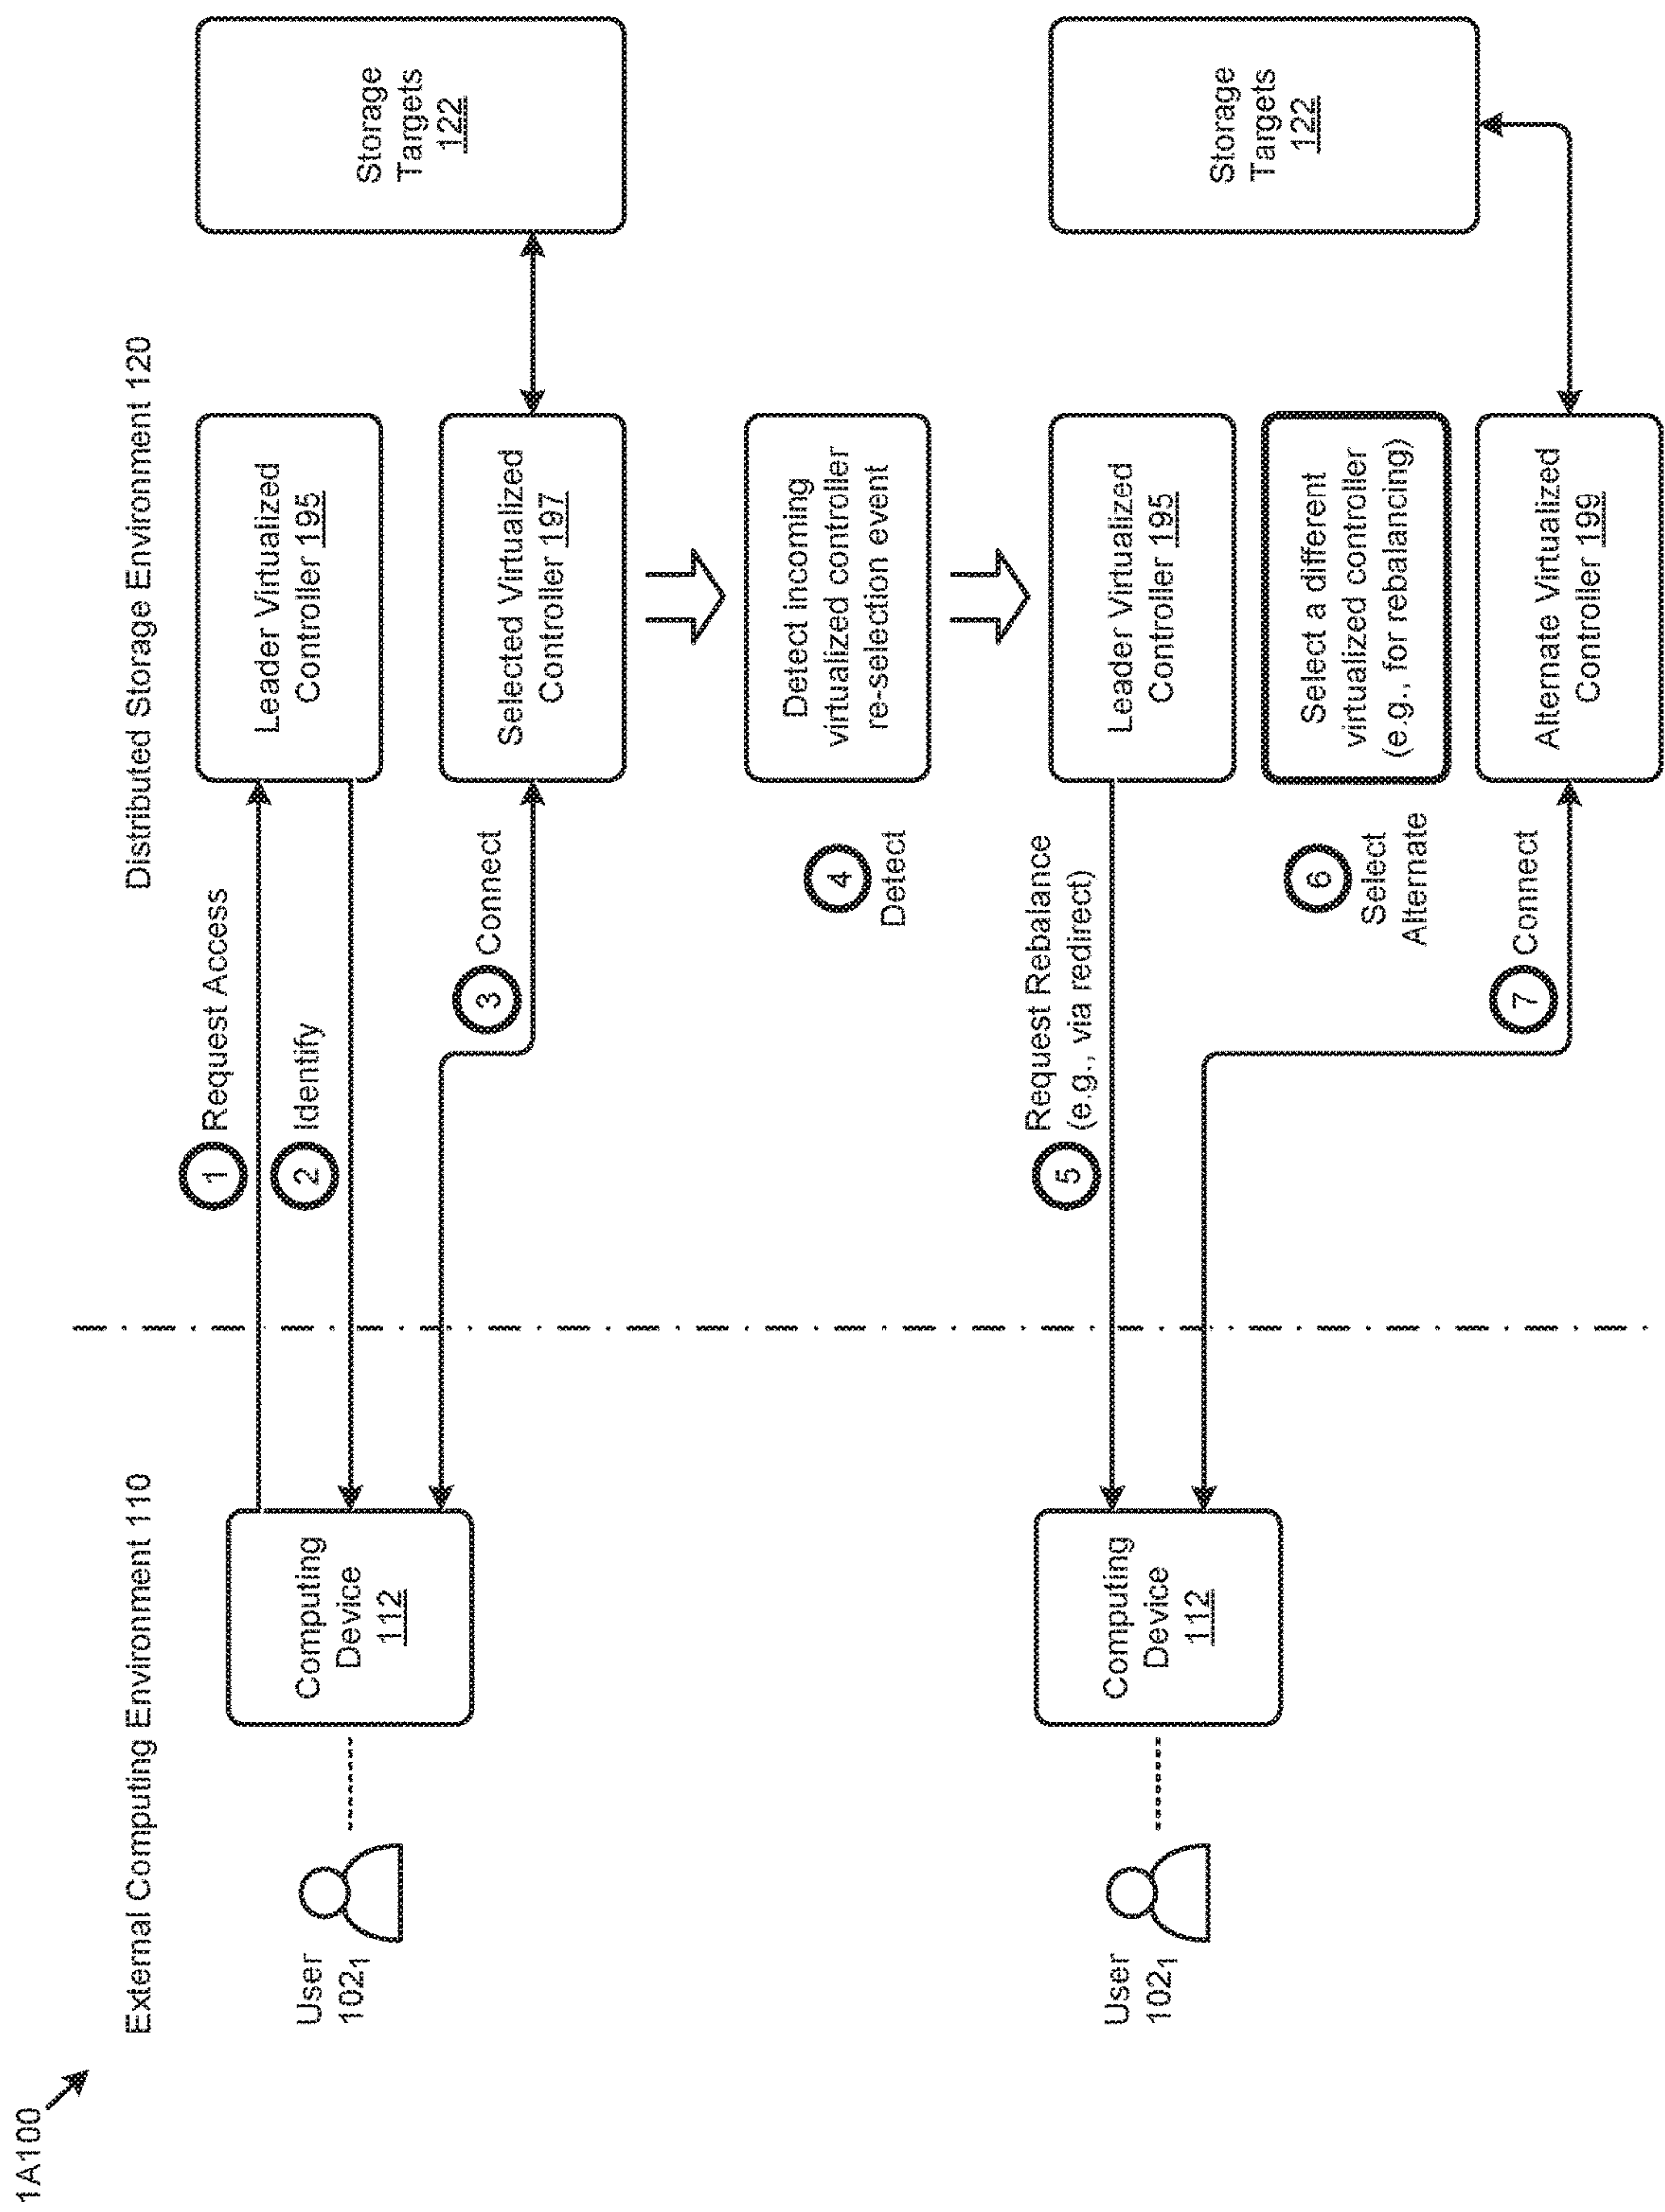 1A100
External Computing Environment 110
Distributed Storage Environment 120
User
102₁
Computing
Device
112
1 Request Access
2 Identify
3 Connect
Leader Virtualized
Controller 195
Selected Virtualized
Controller 197
Storage
Targets
122
4
Detect
Detect incoming
virtualized controller
re-selection event
User
102₁
Computing
Device
112
5 Request Rebalance
(e.g., via redirect)
Leader Virtualized
Controller 195
6
Select
Alternate
Select a different
virtualized controller
(e.g., for rebalancing)
7 Connect
Alternate Virtualized
Controller 199
Storage
Targets
122